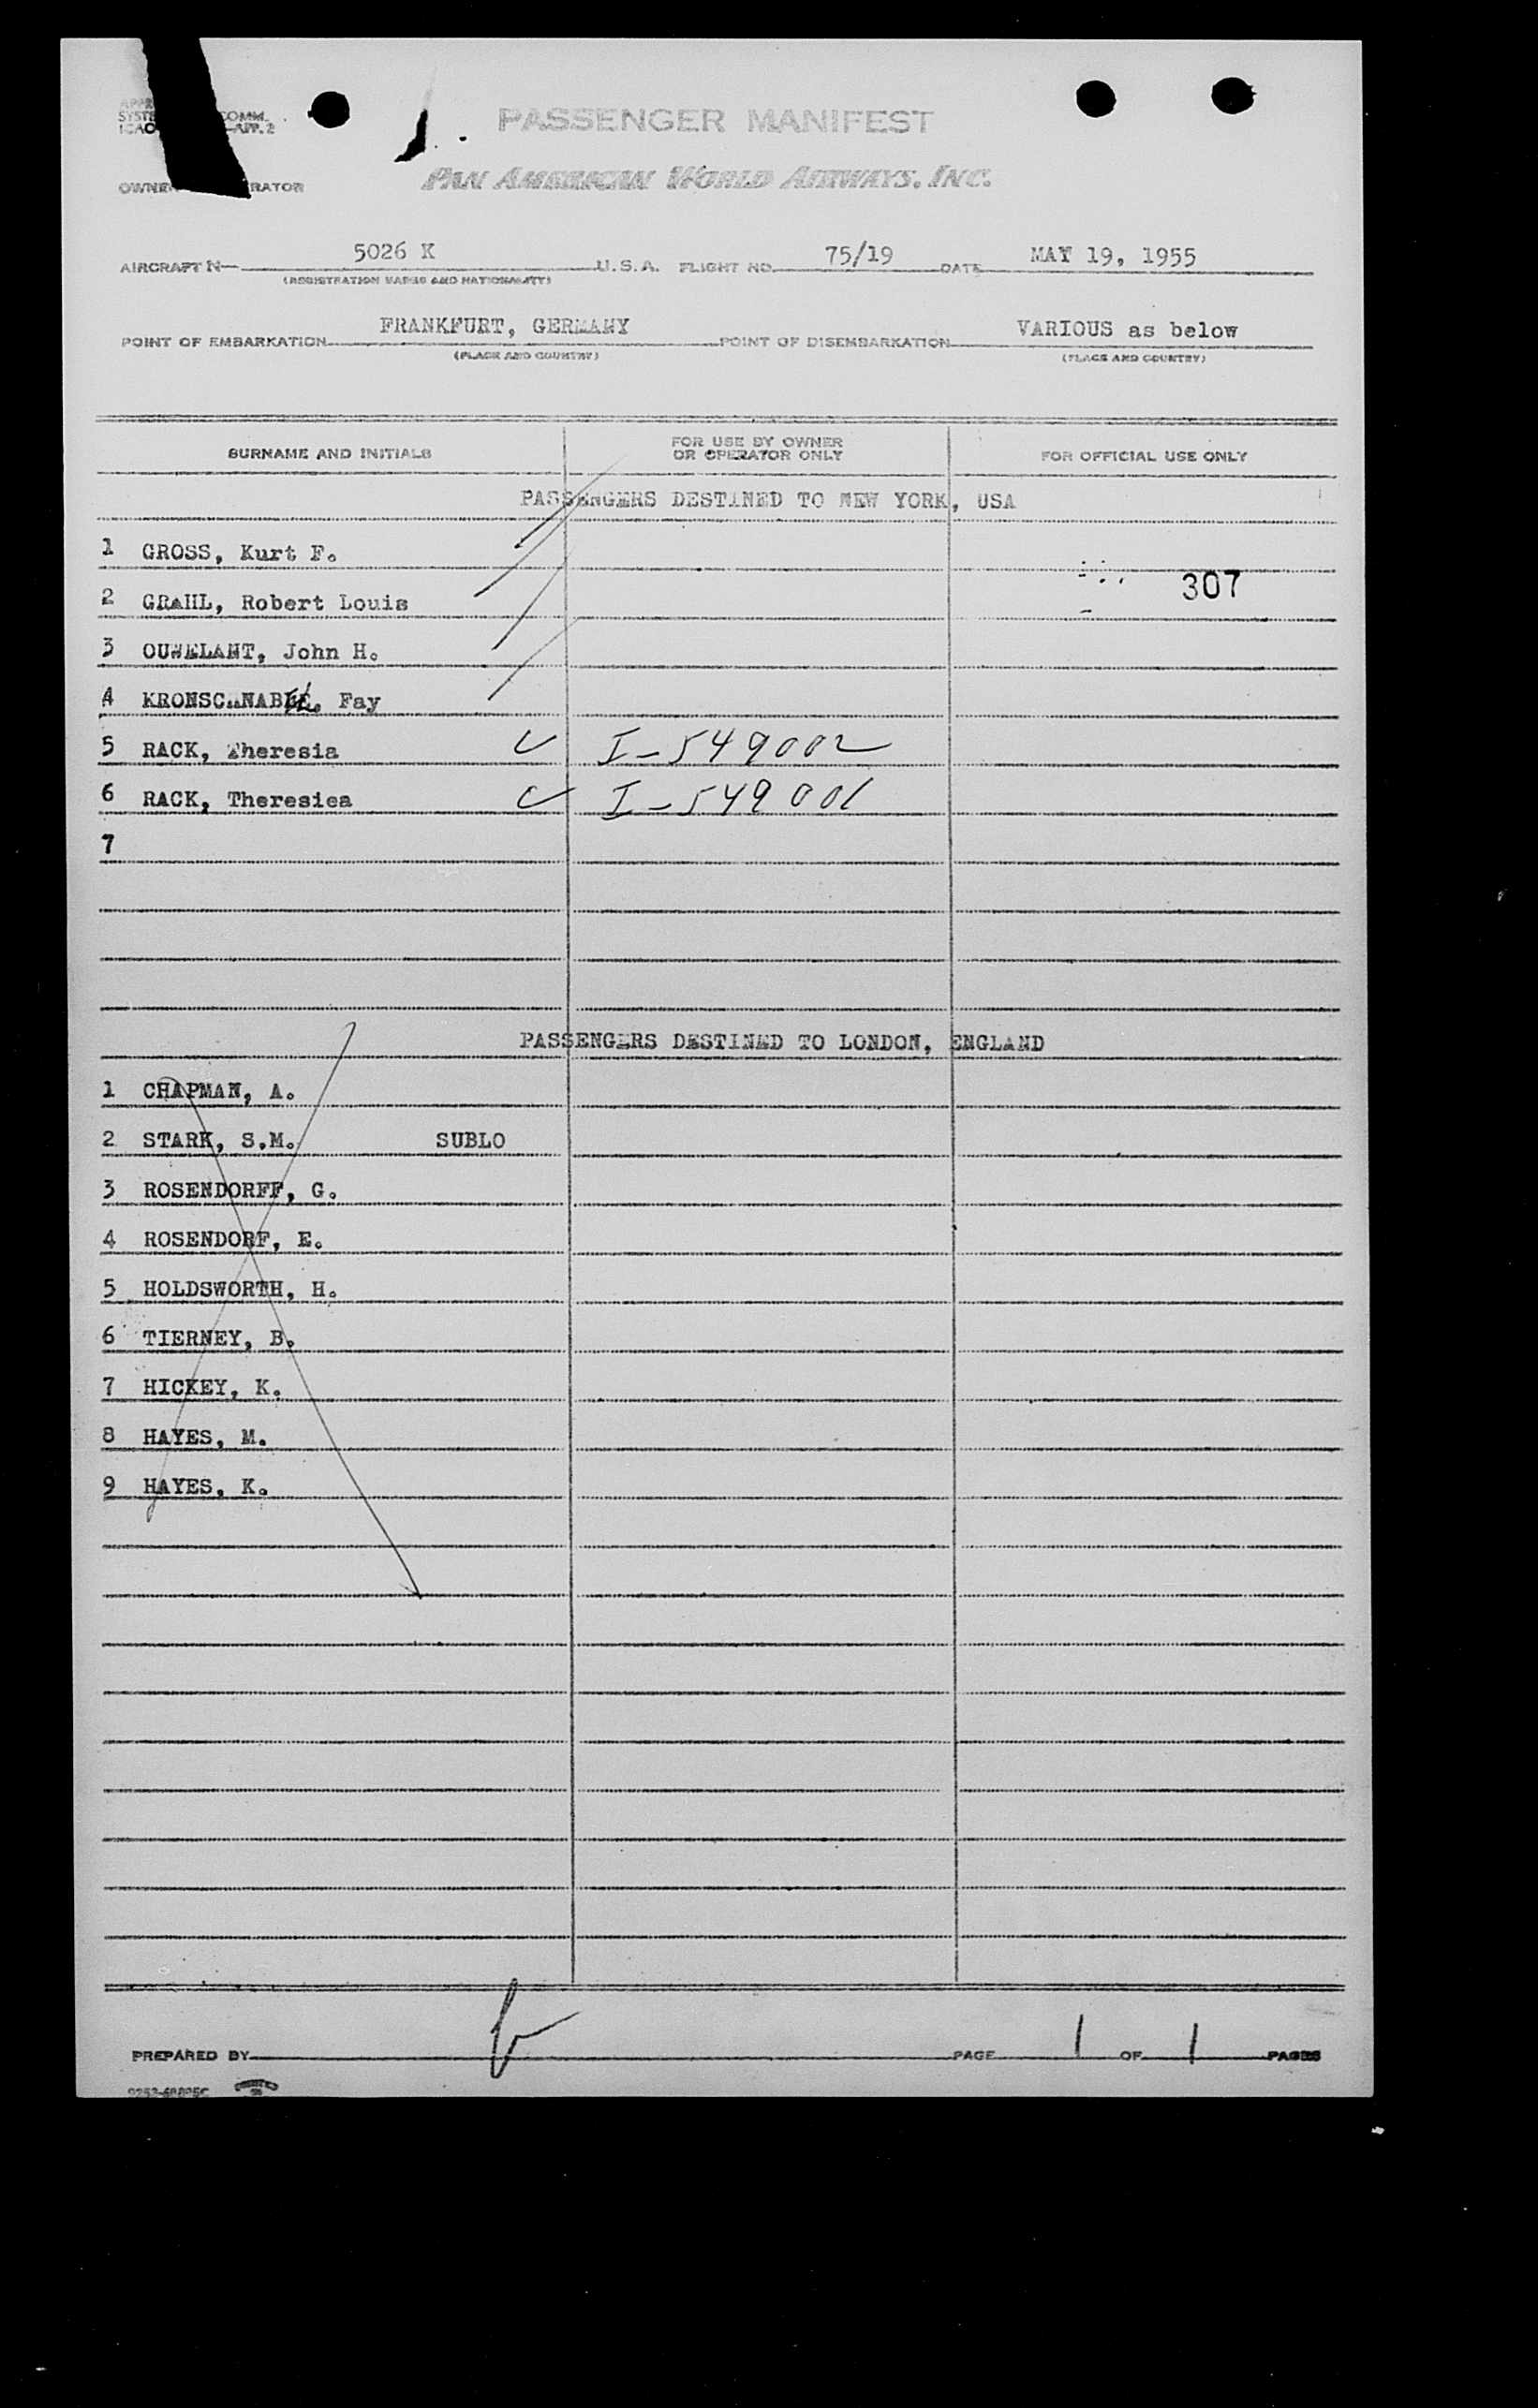 COMM.
APP. 2
PASSENGER MANIFEST
PAN AMERICAN WORLD AIRWAYS, INC.
AIRCRAFT N— 5026 K U.S.A. FLIGHT NO. 75/19 DATE MAY 19, 1955
(REGISTRATION MARKS AND NATIONALITY)
POINT OF EMBARKATION FRANKFURT, GERMANY POINT OF DISEMBARKATION VARIOUS as below
(PLACE AND COUNTRY) (PLACE AND COUNTRY)
SURNAME AND INITIALS FOR USE BY OWNER OR OPERATOR ONLY FOR OFFICIAL USE ONLY
PASSENGERS DESTINED TO NEW YORK, USA
1 GROSS, Kurt F.
307
2 GRAHL, Robert Louis
3 OUWELANT, John H.
4 Fay
5 RACK, Theresia I-549002
6 RACK, Theresiea I-549001
7
PASSENGERS DESTINED TO LONDON, ENGLAND
1 CHAPMAN, A.
2 STARK, S.M. SUBLO
3 ROSENDORFF, G.
4 ROSENDORF, E.
5 HOLDSWORTH, H.
6 TIERNEY, B.
7 HICKEY, K.
8 HAYES, M.
9 HAYES, K.
PREPARED BY PAGE 1 OF 1 PAGES